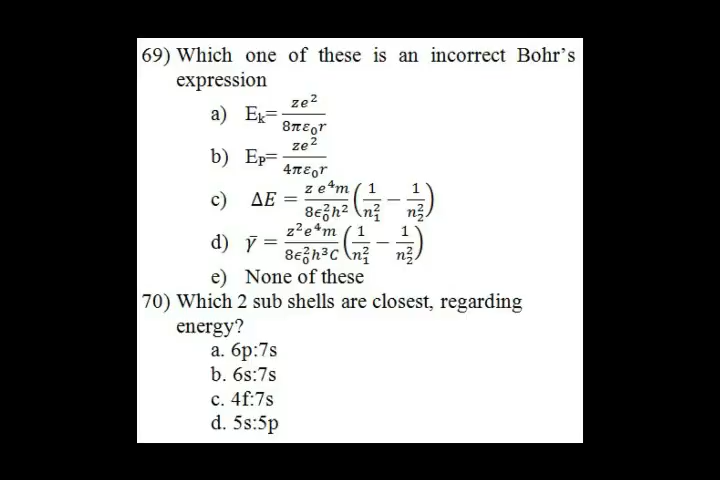 69) Which one of these is an incorrect Bohr's
expression
a) Eₖ= ze²/8πε₀r
b) Eₚ= ze²/4πε₀r
c) ΔE = z e⁴m/8ϵ₀²h² (1/n₁² − 1/n₂²)
d) γ̄ = z²e⁴m/8ϵ₀²h³C (1/n₁² − 1/n₂²)
e) None of these
70) Which 2 sub shells are closest, regarding
energy?
a. 6p:7s
b. 6s:7s
c. 4f:7s
d. 5s:5p